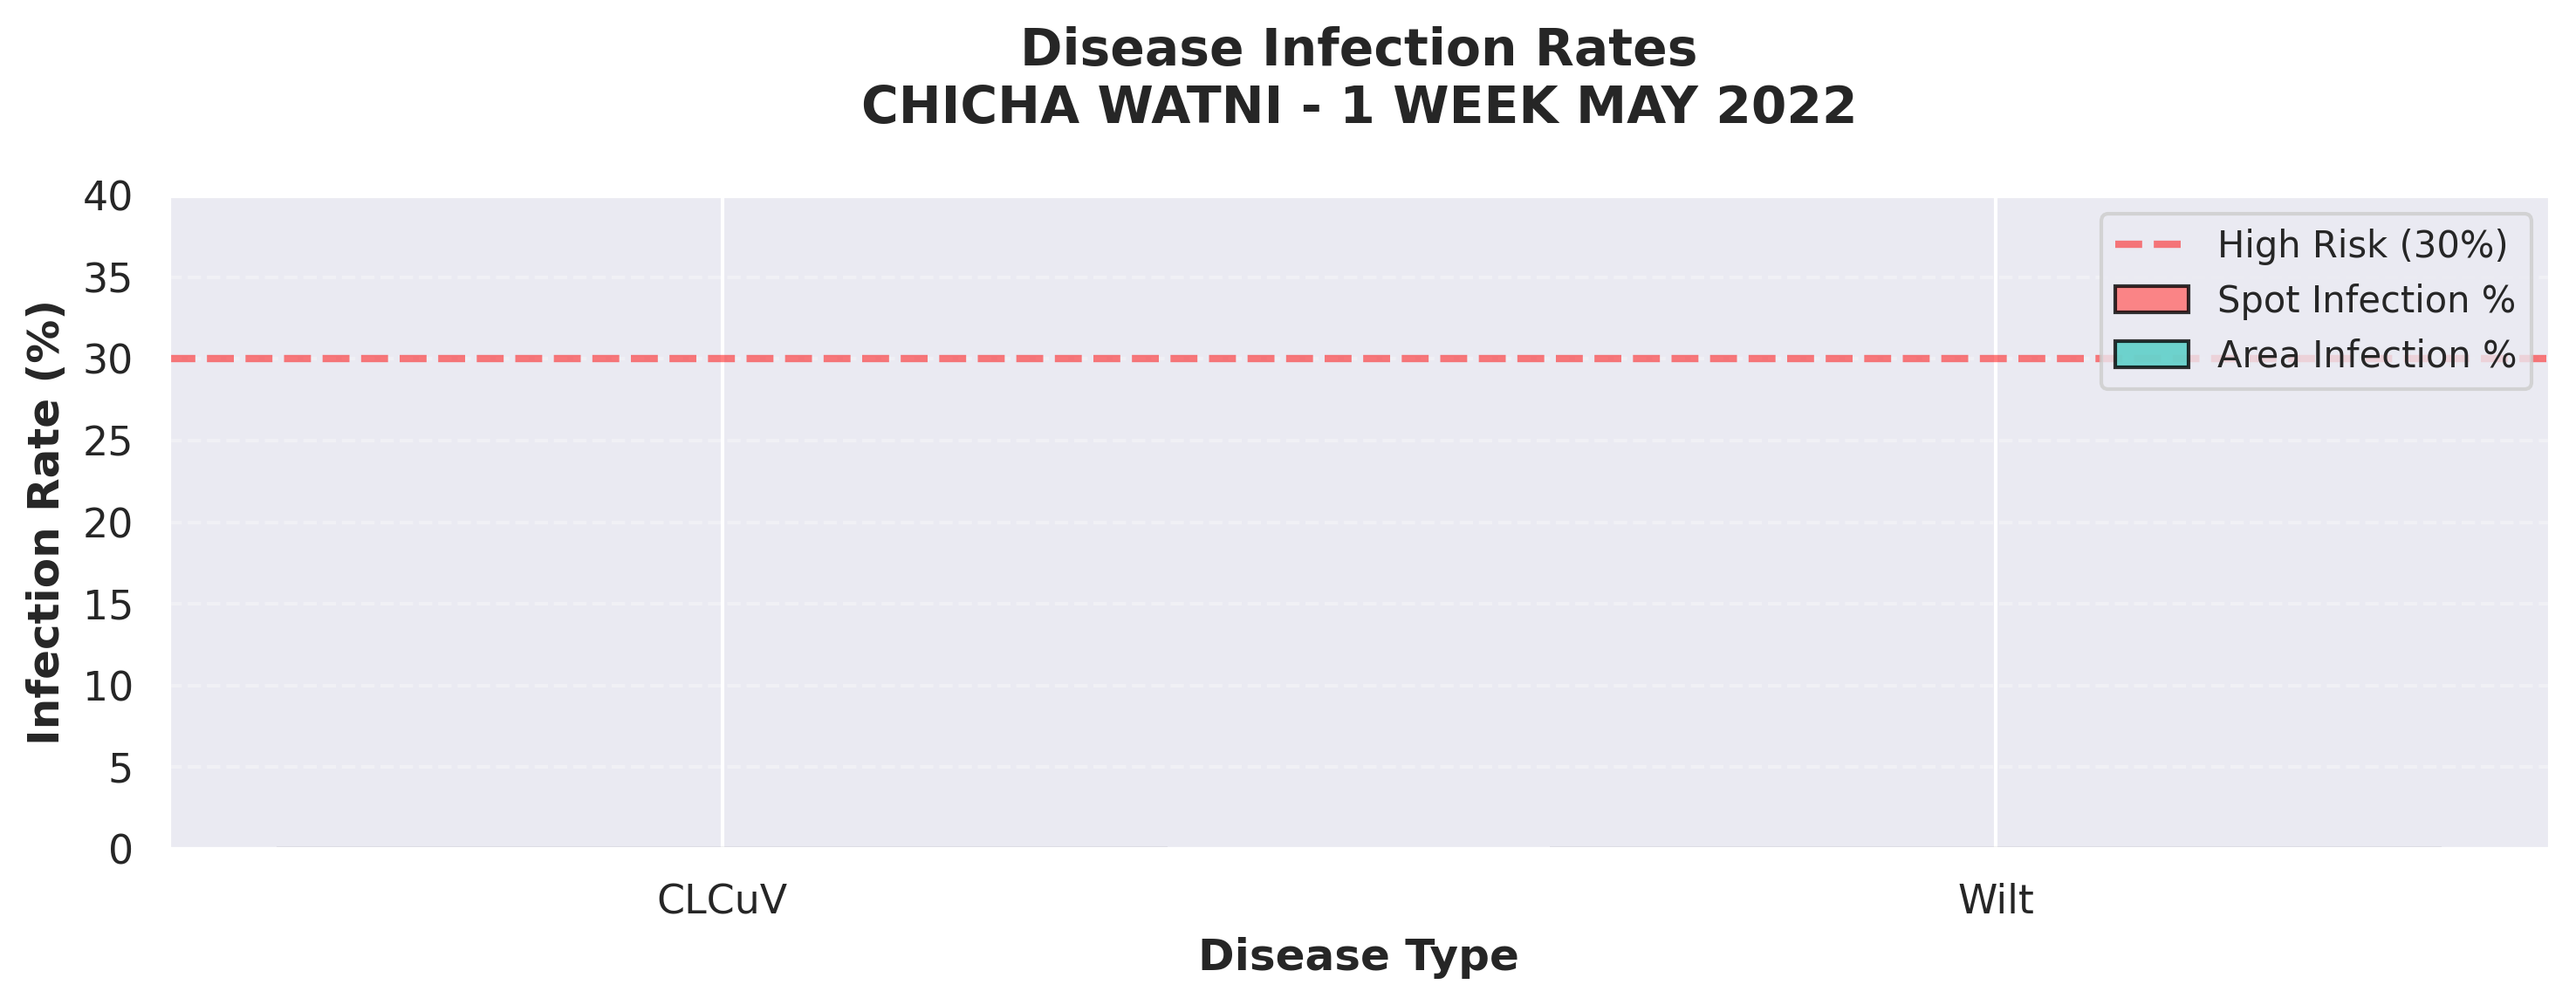 Disease Infection Rates
CHICHA WATNI - 1 WEEK MAY 2022
Infection Rate (%)
40
35
30
25
20
15
10
5
0
High Risk (30%)
Spot Infection %
Area Infection %
CLCuV
Wilt
Disease Type